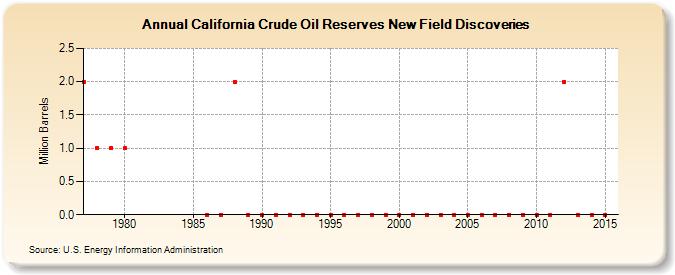 Annual California Crude Oil Reserves New Field Discoveries
Million Barrels
2.5
2.0
1.5
1.0
0.5
0.0
1980 1985 1990 1995 2000 2005 2010 2015
Source: U.S. Energy Information Administration